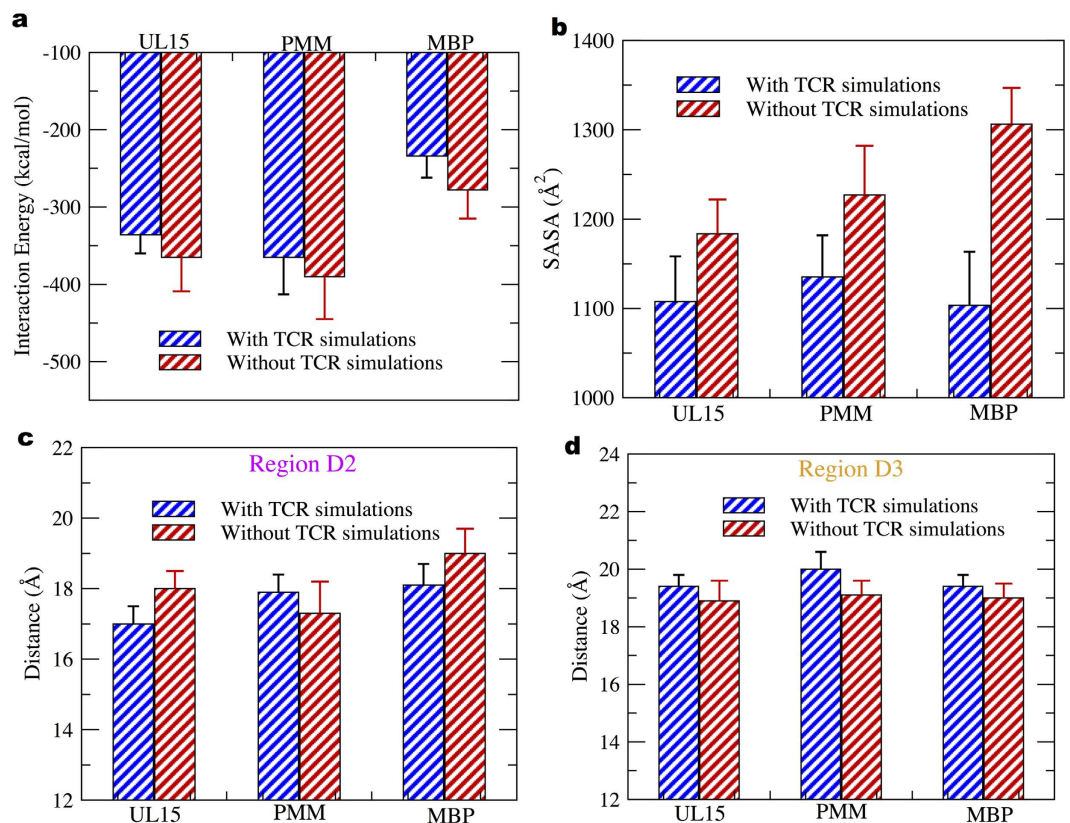 a
UL15 PMM MBP
-100
-200
-300
-400
-500
Interaction Energy (kcal/mol)
With TCR simulations
Without TCR simulations
b
1400
1300
1200
1100
1000
SASA (Å²)
With TCR simulations
Without TCR simulations
UL15 PMM MBP
c
Region D2
22
20
18
16
14
12
Distance (Å)
With TCR simulations
Without TCR simulations
UL15 PMM MBP
d
Region D3
24
22
20
18
16
14
12
Distance (Å)
With TCR simulations
Without TCR simulations
UL15 PMM MBP